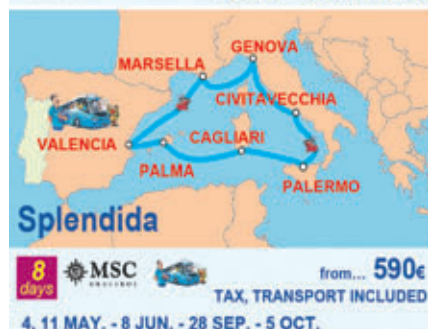 GENOVA
MARSELLA
CIVITAVECCHIA
VALENCIA
CAGLIARI
PALMA
PALERMO
Splendida
8 days
MSC
from... 590€
TAX, TRANSPORT INCLUDED
4, 11 MAY. - 8 JUN. - 28 SEP. - 5 OCT.